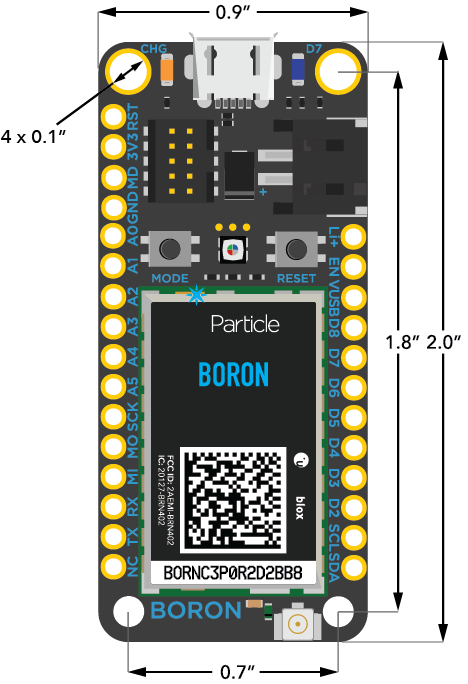 0.9”
CHG
D7
4 x 0.1”
RST
3V3
MD
GND
A0
A1
A2
A3
A4
A5
SCK
MO
MI
RX
TX
NC
+
MODE
RESET
Li+
EN
VUSB
D8
D7
D6
D5
D4
D3
D2
SCL
SDA
1.8”
2.0”
Particle
BORON
FCC ID: 2AEMI-BRN402
IC: 20127-BRN402
u
blox
B0RNC3P0R2D2BB8
BORON
0.7”